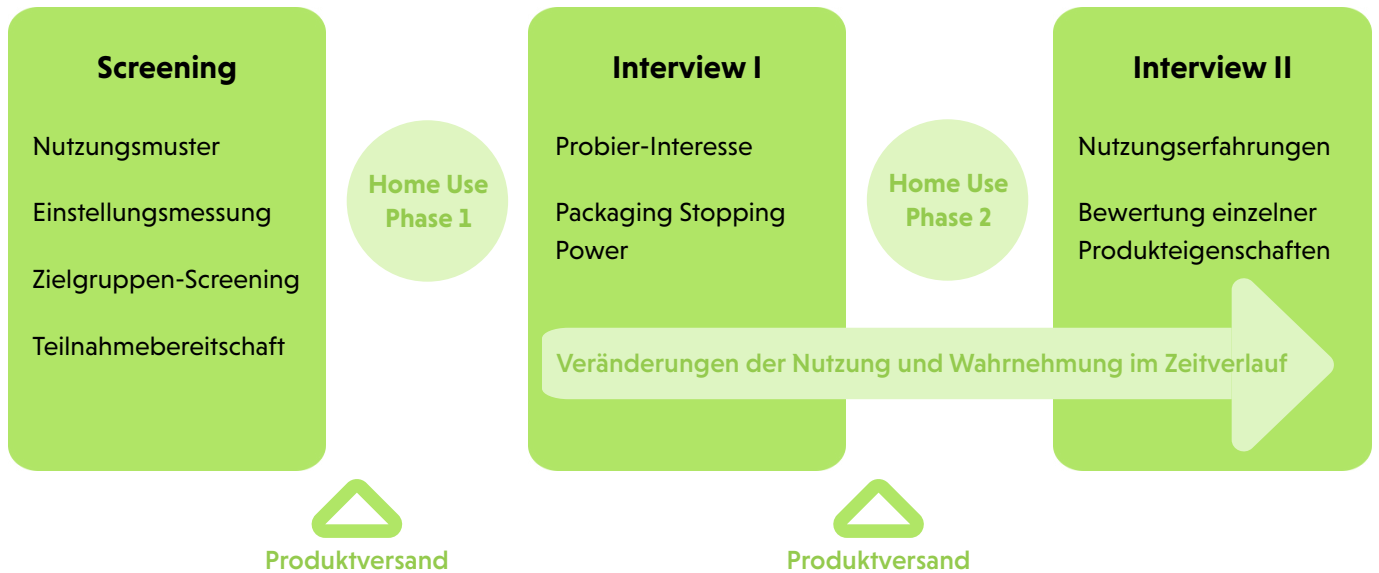 Screening
Nutzungsmuster
Einstellungsmessung
Zielgruppen-Screening
Teilnahmebereitschaft
Home Use
Phase 1
Interview I
Probier-Interesse
Packaging Stopping
Power
Home Use
Phase 2
Interview II
Nutzungserfahrungen
Bewertung einzelner
Produkteigenschaften
Veränderungen der Nutzung und Wahrnehmung im Zeitverlauf
Produktversand
Produktversand